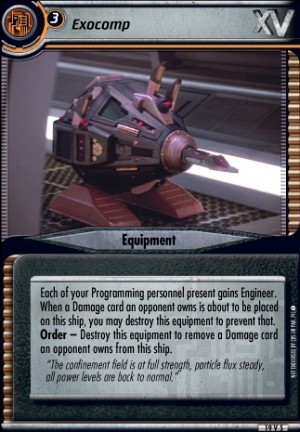 3 Exocomp XV
Equipment
Each of your Programming personnel present gains Engineer.
When a Damage card an opponent owns is about to be placed
on this ship, you may destroy this equipment to prevent that.
Order – Destroy this equipment to remove a Damage card
an opponent owns from this ship.
"The confinement field is at full strength, particle flux steady,
all power levels are back to normal."
19 V 5